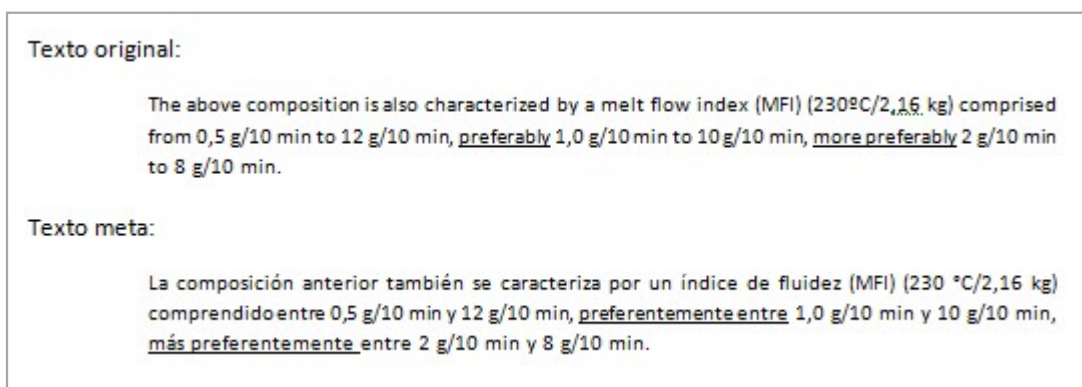 Texto original:
The above composition is also characterized by a melt flow index (MFI) (230ºC/2,16 kg) comprised
from 0,5 g/10 min to 12 g/10 min, preferably 1,0 g/10 min to 10 g/10 min, more preferably 2 g/10 min
to 8 g/10 min.
Texto meta:
La composición anterior también se caracteriza por un índice de fluidez (MFI) (230 °C/2,16 kg)
comprendido entre 0,5 g/10 min y 12 g/10 min, preferentemente entre 1,0 g/10 min y 10 g/10 min,
más preferentemente entre 2 g/10 min y 8 g/10 min.